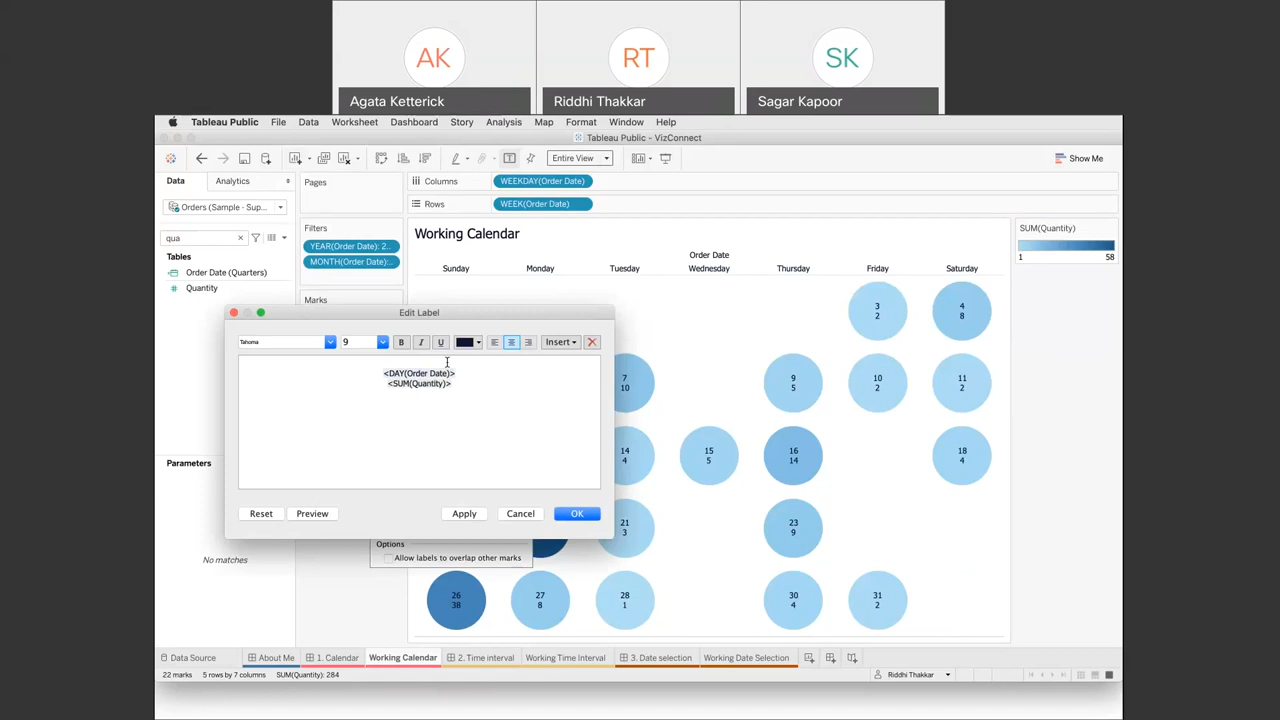 AK
RT
SK
Agata Ketterick
Riddhi Thakkar
Sagar Kapoor
Tableau Public File Data Worksheet Dashboard Story Analysis Map Format Window Help
Tableau Public - VizConnect
Entire View
Show Me
Data Analytics
Pages
Columns WEEKDAY(Order Date)
Orders (Sample - Sup...
Rows WEEK(Order Date)
qua
Filters
YEAR(Order Date): 2..
MONTH(Order Date):..
Marks
Tables
Order Date (Quarters)
Quantity
Parameters
No matches
Working Calendar
Order Date
Sunday Monday Tuesday Wednesday Thursday Friday Saturday
3
2
4
8
7
10
9
5
10
2
11
2
14
4
15
5
16
14
18
4
21
3
23
9
26
38
27
8
28
1
30
4
31
2
SUM(Quantity)
1 58
Edit Label
Tahoma 9 B I U Insert
<DAY(Order Date)>
<SUM(Quantity)>
Reset Preview Apply Cancel OK
Options
Allow labels to overlap other marks
Data Source About Me 1. Calendar Working Calendar 2. Time interval Working Time Interval 3. Date selection Working Date Selection
22 marks 5 rows by 7 columns SUM(Quantity): 284 Riddhi Thakkar